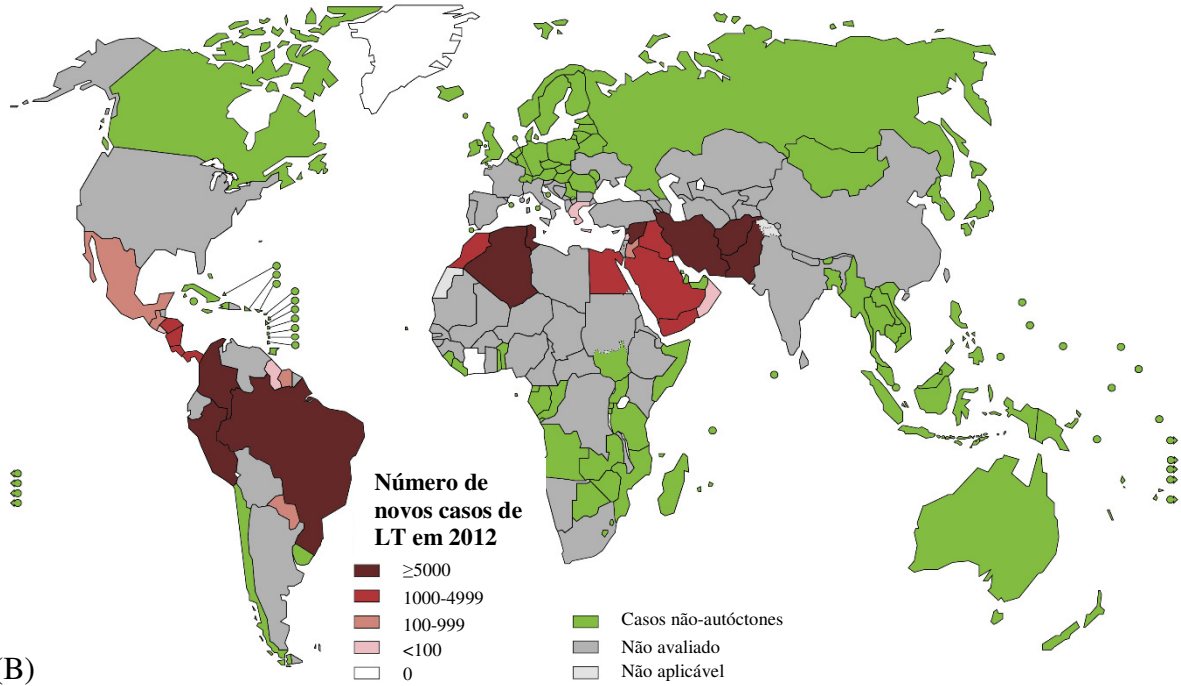 Número de
novos casos de
LT em 2012
≥5000
1000-4999
100-999
<100
0
Casos não-autóctones
Não avaliado
Não aplicável
(B)